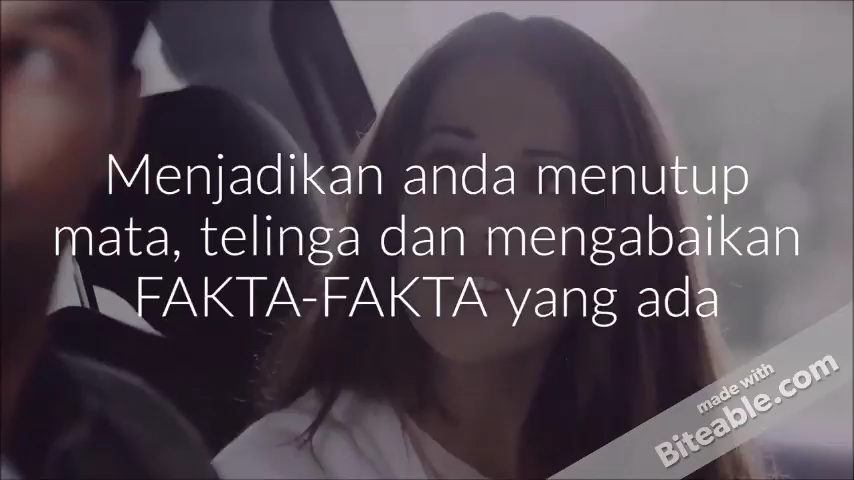 Menjadikan anda menutup
mata, telinga dan mengabaikan
FAKTA-FAKTA yang ada
made with
Biteable.com